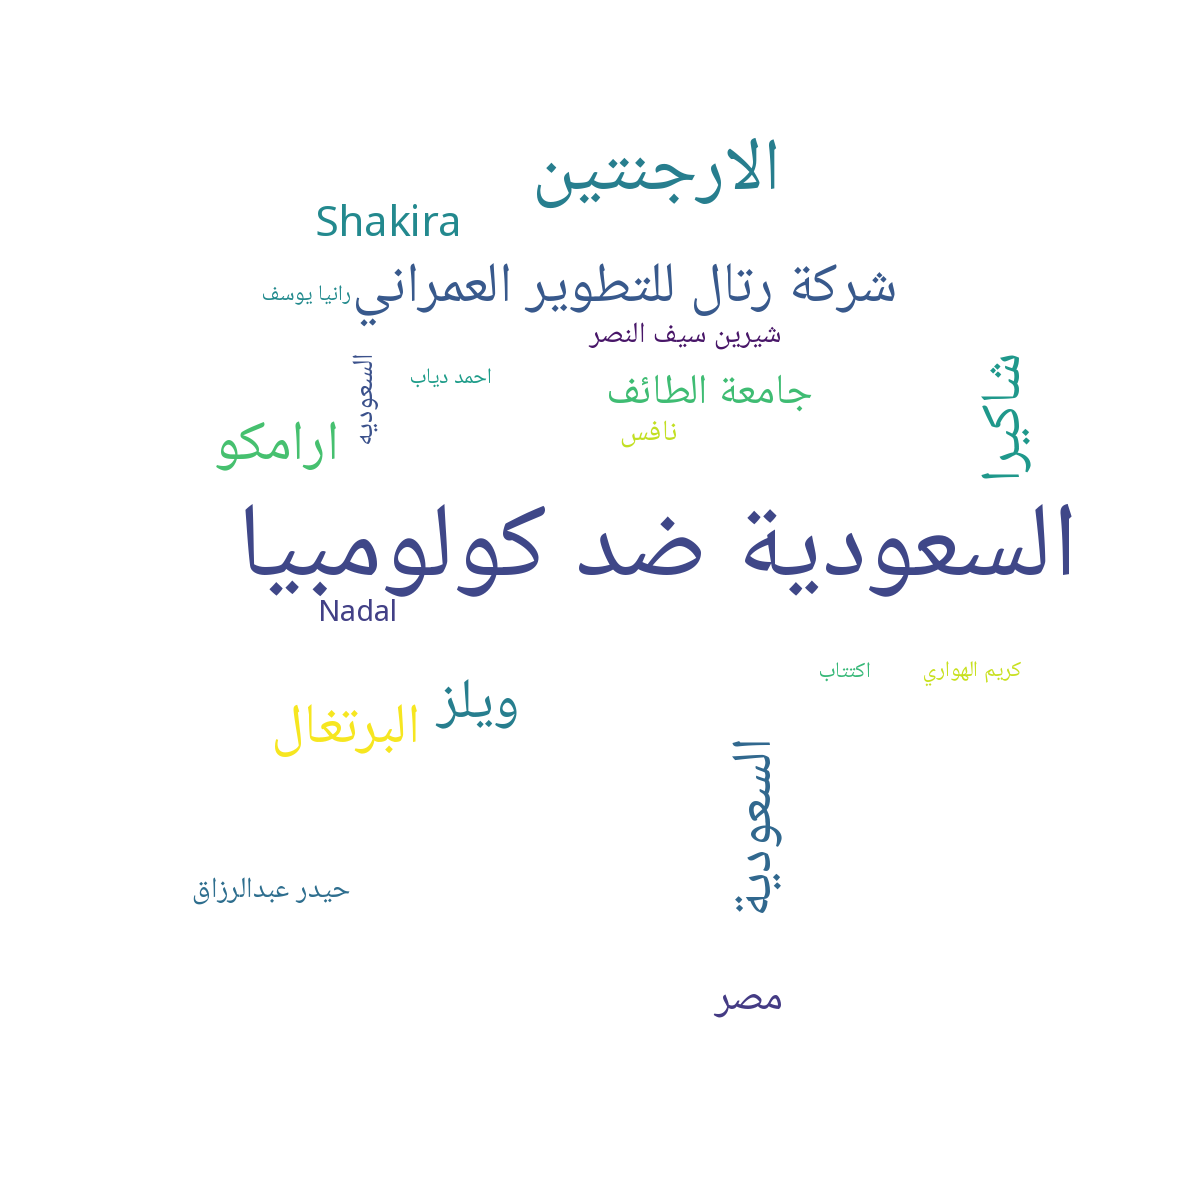 الارجنتين
Shakira
شركة رتال للتطوير العمراني
رانيا يوسف
شيرين سيف النصر
السعوديه
احمد دياب
جامعة الطائف
شاكيرا
نافس
ارامكو
السعودية ضد كولومبيا
Nadal
كريم الهواري
اكتتاب
ويلز
البرتغال
السعودية
حيدر عبدالرزاق
مصر